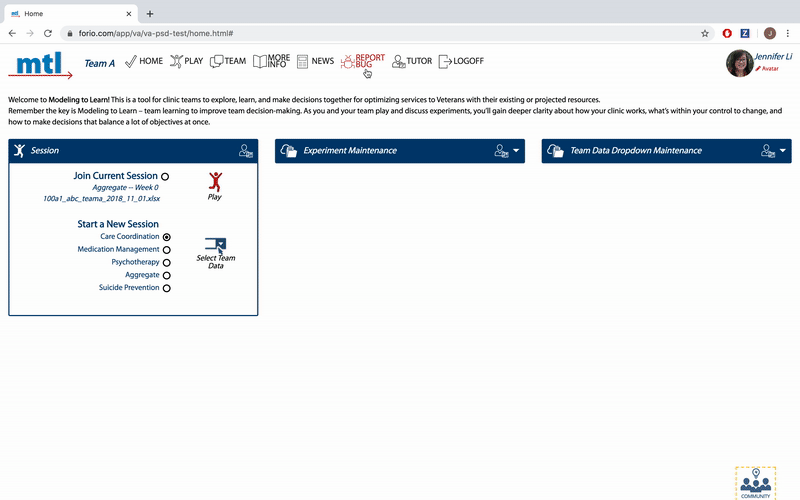 Home
forio.com/app/va/va-psd-test/home.html#
J
mtl
Team A
HOME
PLAY
TEAM
MORE
INFO
NEWS
REPORT
BUG
TUTOR
LOGOFF
Jennifer Li
Avatar
Welcome to Modeling to Learn! This is a tool for clinic teams to explore, learn, and make decisions together for optimizing services to Veterans with their existing or projected resources.
Remember the key is Modeling to Learn – team learning to improve team decision-making. As you and your team play and discuss experiments, you'll gain deeper clarity about how your clinic works, what's within your control to change, and
how to make decisions that balance a lot of objectives at once.
Session
Experiment Maintenance
Team Data Dropdown Maintenance
Join Current Session
Aggregate -- Week 0
100a1_abc_teama_2018_11_01.xlsx
Play
Start a New Session
Care Coordination
Medication Management
Psychotherapy
Aggregate
Suicide Prevention
Select Team
Data
COMMUNITY